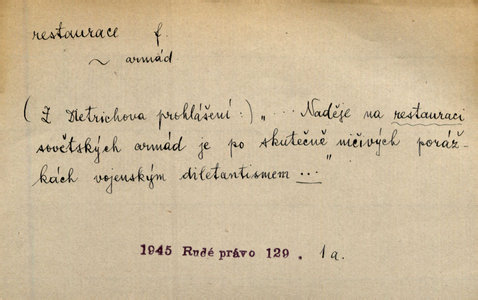 restaurace f.
~ armád
(Z Dietrichova prohlášení:) „ ... Naděje na restauraci
sovětských armád je po skutečně ničivých poráž-
kách vojenským diletantismem ..."
1945 Rudé právo 129. 1a.